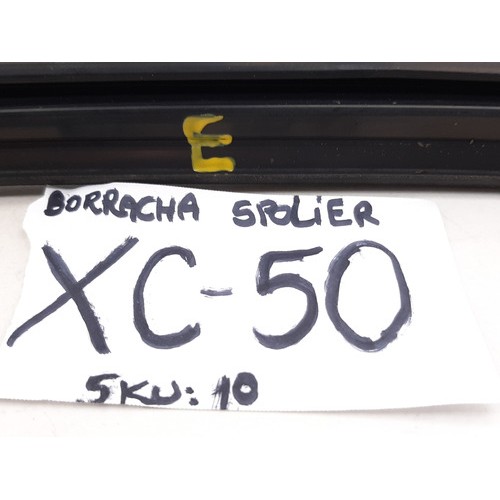 E
BORRACHA SPOLIER
XC-50
SKU: 10